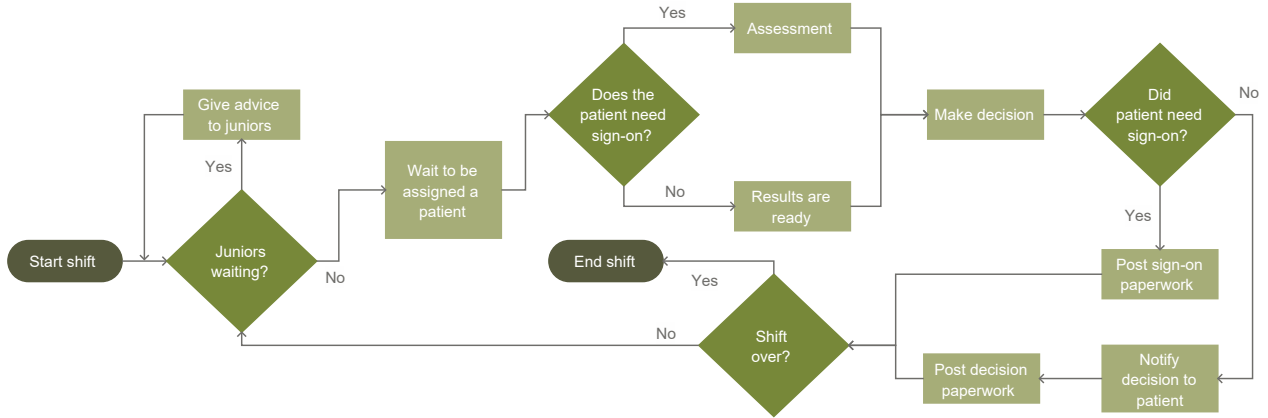 Start shift
Give advice
to juniors
Yes
Juniors
waiting?
No
Wait to be
assigned a
patient
Does the
patient need
sign-on?
Yes
Assessment
No
Results are
ready
Make decision
Did
patient need
sign-on?
No
Yes
Post sign-on
paperwork
Notify
decision to
patient
Post decision
paperwork
Shift
over?
Yes
End shift
No